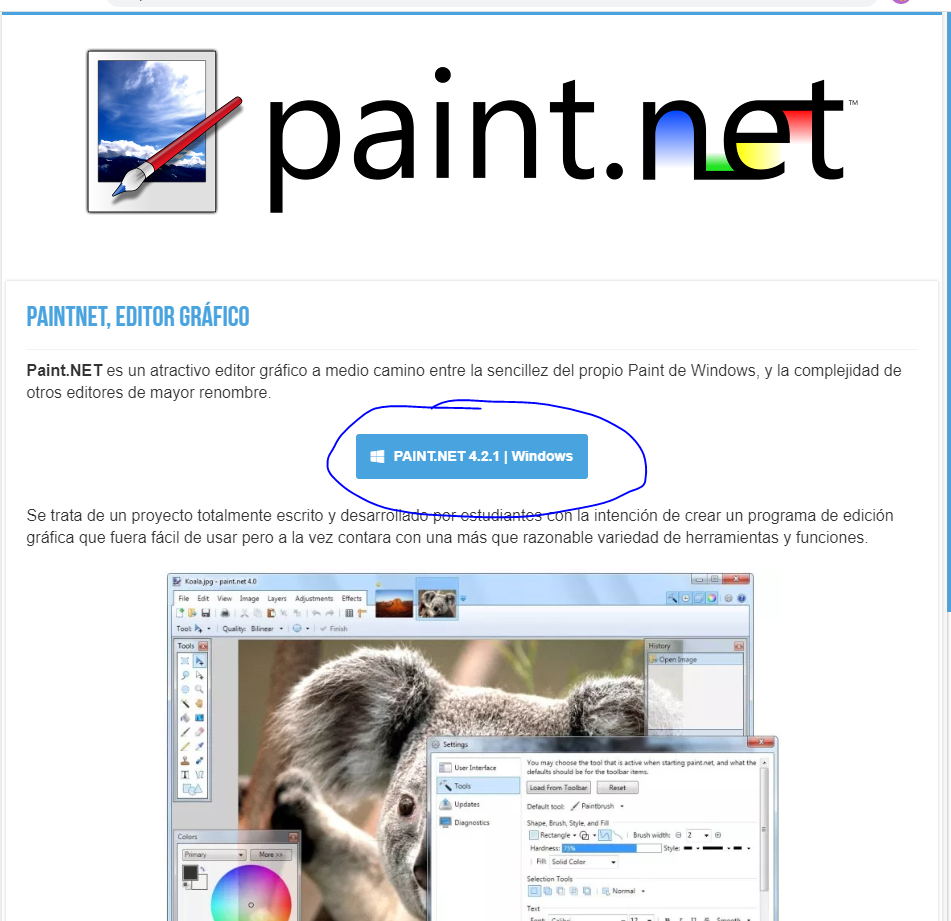 paint.net™
PAINTNET, EDITOR GRÁFICO
Paint.NET es un atractivo editor gráfico a medio camino entre la sencillez del propio Paint de Windows, y la complejidad de
otros editores de mayor renombre.
PAINT.NET 4.2.1 | Windows
Se trata de un proyecto totalmente escrito y desarrollado por estudiantes con la intención de crear un programa de edición
gráfica que fuera fácil de usar pero a la vez contara con una más que razonable variedad de herramientas y funciones.
Koala.jpg - paint.net 4.0
File Edit View Image Layers Adjustments Effects
Tool: Quality: Bilinear Finish
Tools
History
Open Image
Settings
User Interface
Tools
Updates
Diagnostics
You may choose the tool that is active when starting paint.net, and what the
defaults should be for the toolbar items.
Load From Toolbar Reset
Default tool: Paintbrush
Shape, Brush, Style, and Fill
Rectangle Brush width: 2
Hardness: 75% Style:
Fill: Solid Color
Selection Tools
Normal
Text
Font: Calibri 12 B I U S Smooth
Colors
Primary More >>